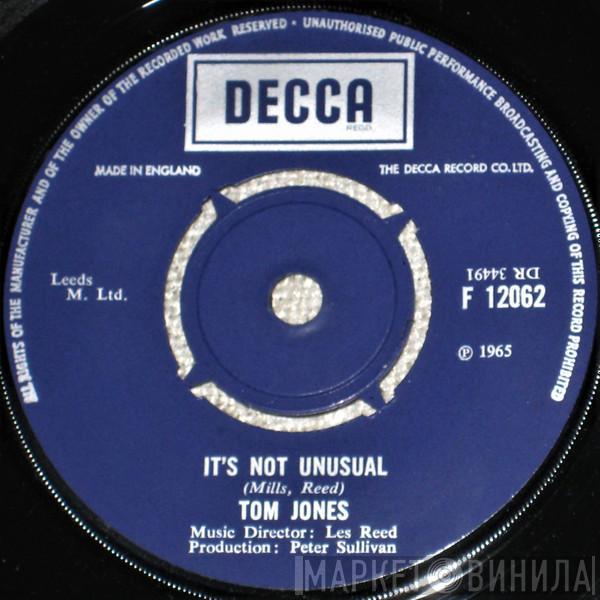 ALL RIGHTS OF THE MANUFACTURER AND OF THE OWNER OF THE RECORDED WORK RESERVED • UNAUTHORISED PUBLIC PERFORMANCE BROADCASTING AND COPYING OF THIS RECORD PROHIBITED
DECCA
REGD.
MADE IN ENGLAND
THE DECCA RECORD CO. LTD.
DR 34491
Leeds
M. Ltd.
F 12062
℗ 1965
IT'S NOT UNUSUAL
(Mills, Reed)
TOM JONES
Music Director: Les Reed
Production: Peter Sullivan
МАРКЕТ ВИНИЛА